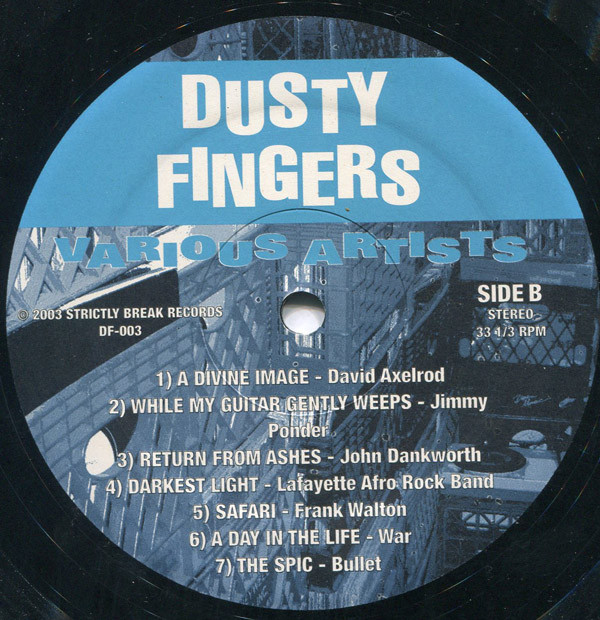 DUSTY
FINGERS
VARIOUS ARTISTS
© 2003 STRICTLY BREAK RECORDS
DF-003
SIDE B
STEREO
33 1/3 RPM
1) A DIVINE IMAGE - David Axelrod
2) WHILE MY GUITAR GENTLY WEEPS - Jimmy
Ponder
3) RETURN FROM ASHES - John Dankworth
4) DARKEST LIGHT - Lafayette Afro Rock Band
5) SAFARI - Frank Walton
6) A DAY IN THE LIFE - War
7) THE SPIC - Bullet